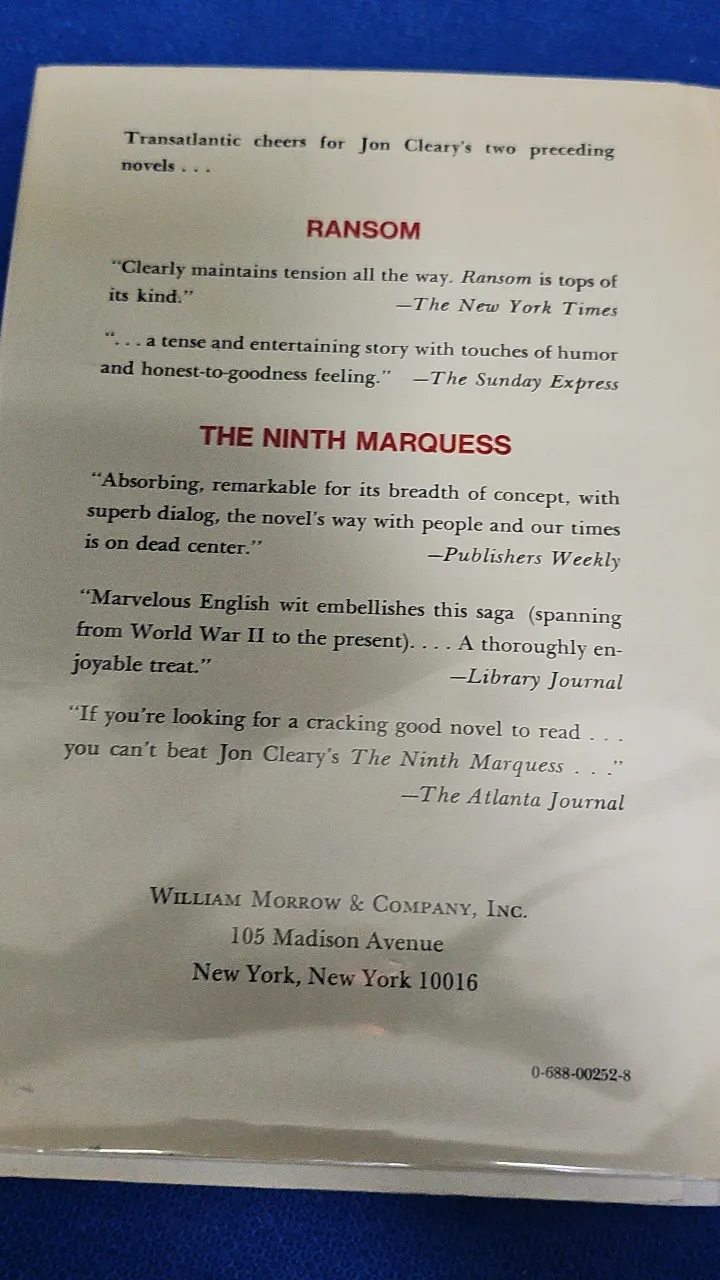 Transatlantic cheers for Jon Cleary's two preceding
novels . . .
RANSOM
"Clearly maintains tension all the way. Ransom is tops of
its kind." —The New York Times
". . . a tense and entertaining story with touches of humor
and honest-to-goodness feeling." —The Sunday Express
THE NINTH MARQUESS
"Absorbing, remarkable for its breadth of concept, with
superb dialog, the novel's way with people and our times
is on dead center." —Publishers Weekly
"Marvelous English wit embellishes this saga (spanning
from World War II to the present). . . . A thoroughly en-
joyable treat." —Library Journal
"If you're looking for a cracking good novel to read . . .
you can't beat Jon Cleary's The Ninth Marquess . . ."
—The Atlanta Journal
WILLIAM MORROW & COMPANY, INC.
105 Madison Avenue
New York, New York 10016
0-688-00252-8